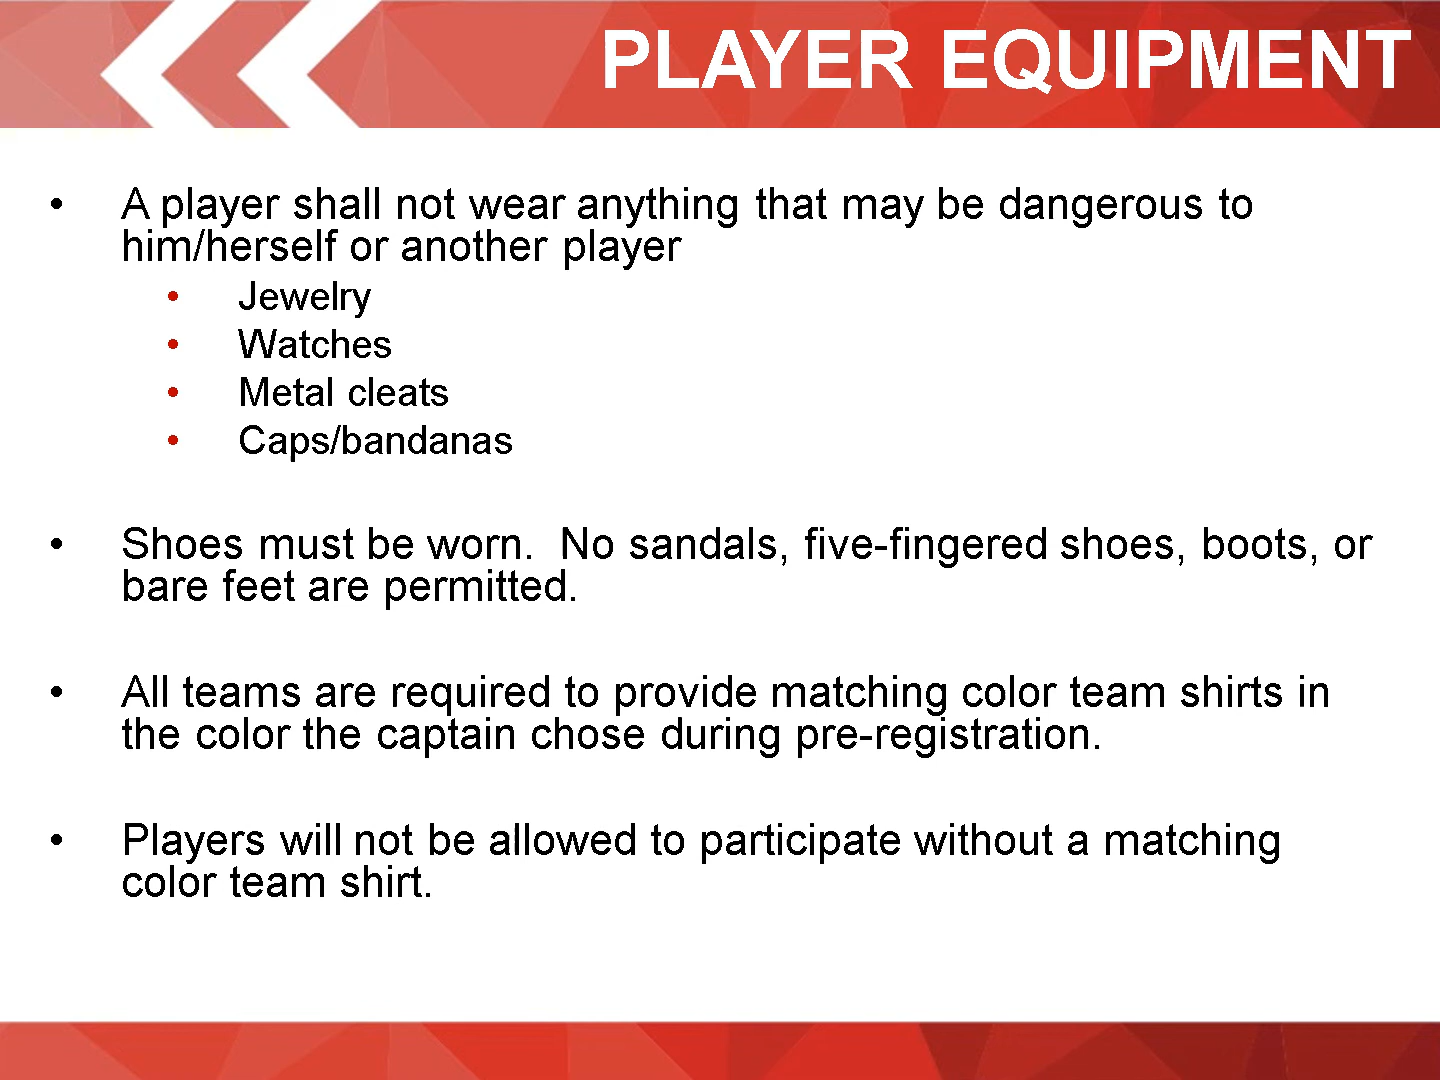 PLAYER EQUIPMENT
• A player shall not wear anything that may be dangerous to
him/herself or another player
• Jewelry
• Watches
• Metal cleats
• Caps/bandanas
• Shoes must be worn.  No sandals, five-fingered shoes, boots, or
bare feet are permitted.
• All teams are required to provide matching color team shirts in
the color the captain chose during pre-registration.
• Players will not be allowed to participate without a matching
color team shirt.